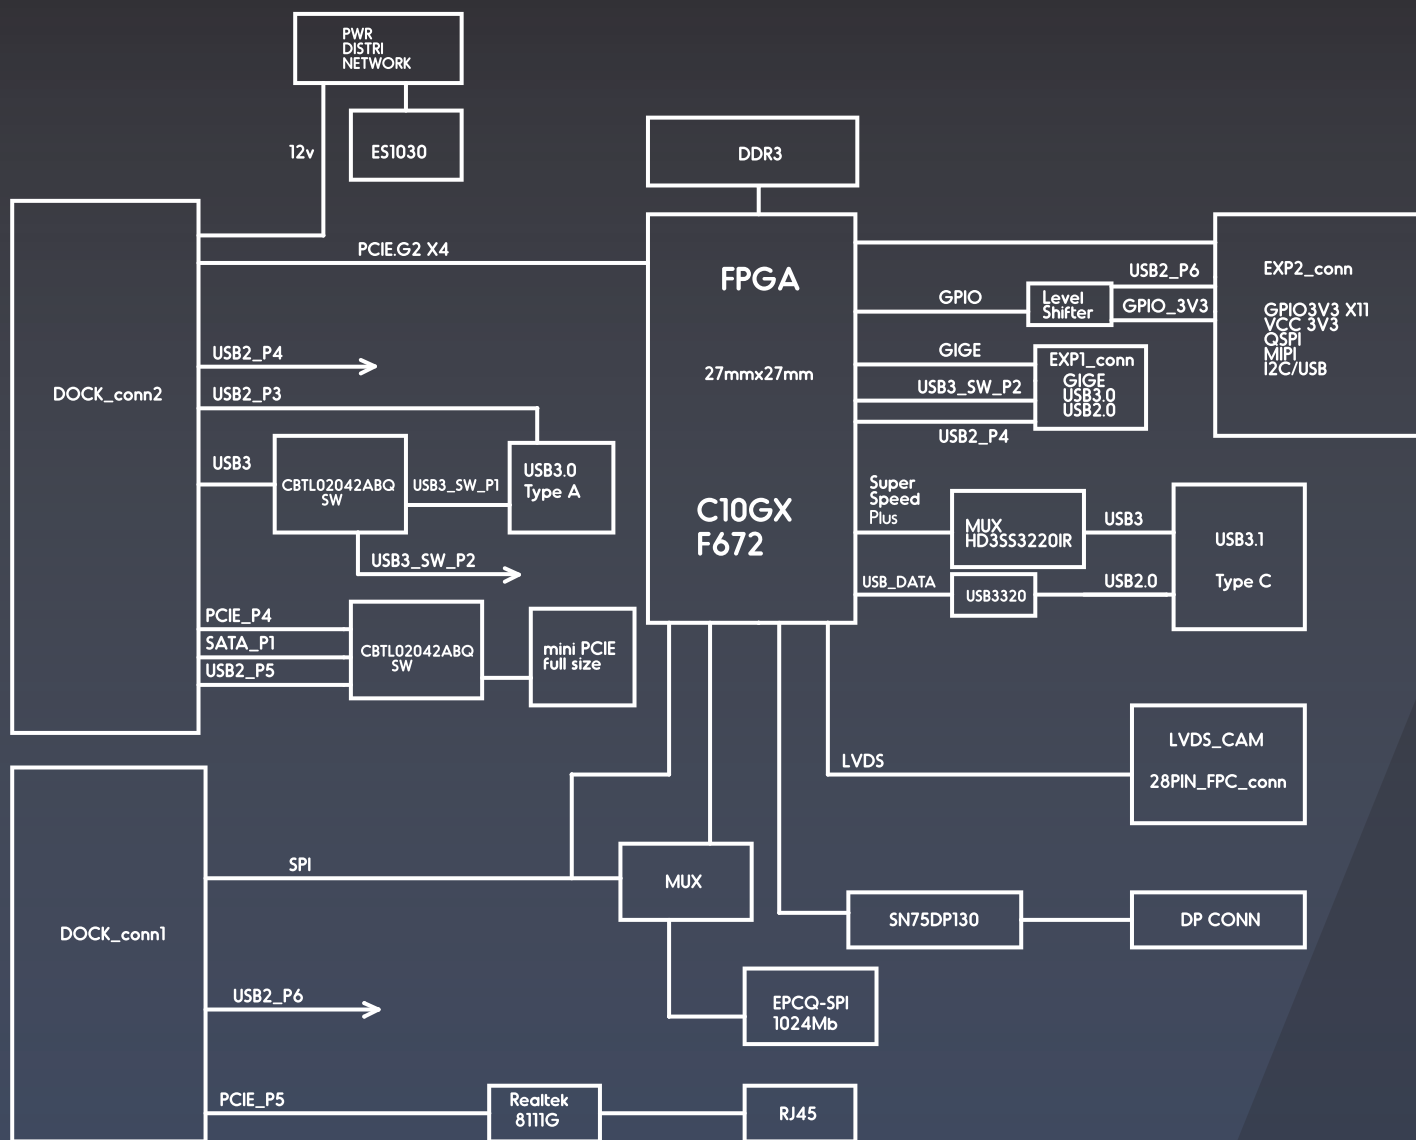 PWR
DISTRI
NETWORK
12v
ES1030
DDR3
PCIE.G2 X4
FPGA
27mmx27mm
C10GX
F672
DOCK_conn2
USB2_P4
USB2_P3
USB3
CBTL02042ABQ
SW
USB3_SW_P1
USB3.0
Type A
USB3_SW_P2
PCIE_P4
SATA_P1
USB2_P5
CBTL02042ABQ
SW
mini PCIE
full size
GPIO
Level
Shifter
USB2_P6
GPIO_3V3
EXP2_conn
GPIO3V3 X11
VCC 3V3
QSPI
MIPI
I2C/USB
GIGE
USB3_SW_P2
USB2_P4
EXP1_conn
GIGE
USB3.0
USB2.0
Super
Speed
Plus
MUX
HD3SS3220IR
USB3
USB_DATA
USB3320
USB2.0
USB3.1
Type C
LVDS
LVDS_CAM
28PIN_FPC_conn
DOCK_conn1
SPI
MUX
SN75DP130
DP CONN
USB2_P6
EPCQ-SPI
1024Mb
PCIE_P5
Realtek
8111G
RJ45